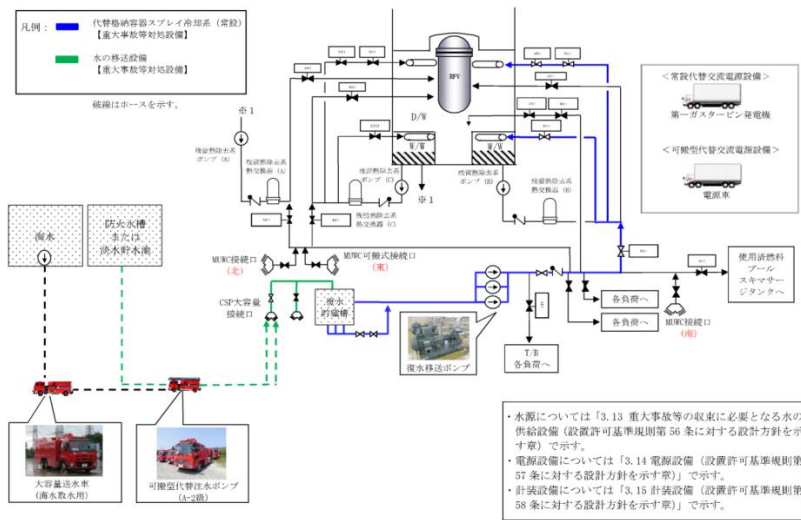 凡例：
代替格納容器スプレイ冷却系（常設）
【重大事故等対処設備】
水の移送設備
【重大事故等対処設備】
破線はホースを示す。
※1
RPV
D/W
W/W
W/W
※1
残留熱除去系
ポンプ（A）
残留熱除去系
熱交換器（A）
残留熱除去系
ポンプ（C）
残留熱除去系
熱交換器（C）
残留熱除去系
ポンプ（B）
残留熱除去系
熱交換器（B）
＜常設代替交流電源設備＞
第一ガスタービン発電機
＜可搬型代替交流電源設備＞
電源車
海水
防火水槽
または
淡水貯水池
MUWC接続口
（北）
MUWC可搬式接続口
（東）
CSP大容量
接続口
復水
貯蔵槽
復水移送ポンプ
T/B
各負荷へ
各負荷へ
各負荷へ
MUWC接続口
（南）
使用済燃料
プール
スキマサー
ジタンクへ
大容量送水車
（海水取水用）
可搬型代替注水ポンプ
（A-2級）
・水源については「3.13 重大事故等の収束に必要となる水の
供給設備（設置許可基準規則第 56 条に対する設計方針を示
す章）で示す。
・電源設備については「3.14 電源設備（設置許可基準規則第
57 条に対する設計方針を示す章）」で示す。
・計装設備については「3.15 計装設備（設置許可基準規則第
58 条に対する設計方針を示す章）」で示す。